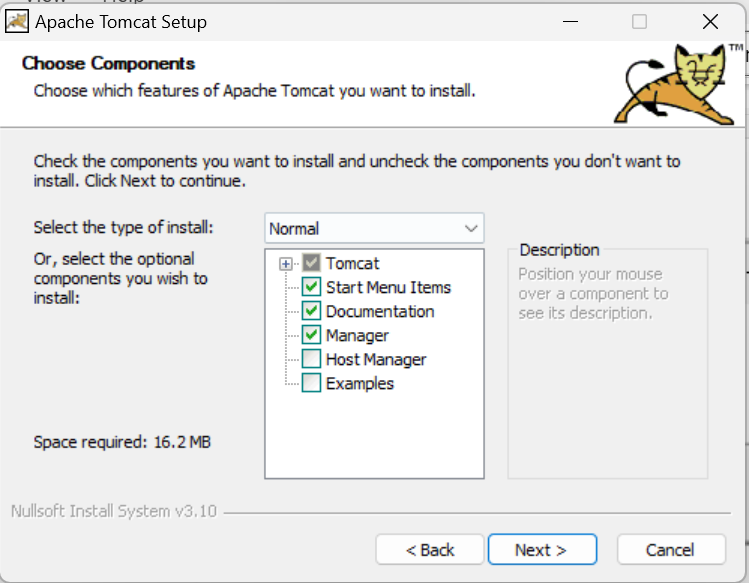 Apache Tomcat Setup
Choose Components
Choose which features of Apache Tomcat you want to install.
TM
Check the components you want to install and uncheck the components you don't want to
install. Click Next to continue.
Select the type of install:
Normal
Or, select the optional
components you wish to
install:
Tomcat
Start Menu Items
Documentation
Manager
Host Manager
Examples
Description
Position your mouse
over a component to
see its description.
Space required: 16.2 MB
Nullsoft Install System v3.10
< Back
Next >
Cancel